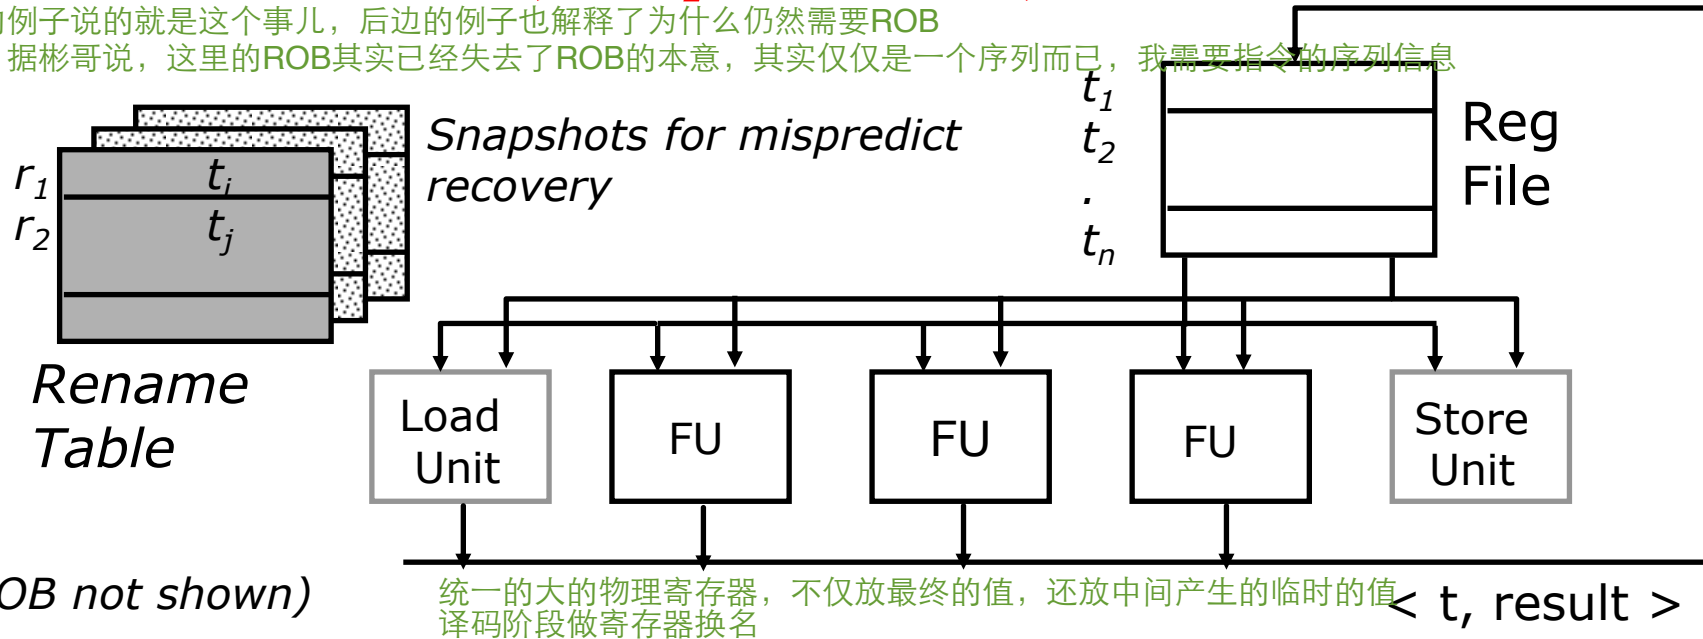 例子说的就是这个事儿，后边的例子也解释了为什么仍然需要ROB
据彬哥说，这里的ROB其实已经失去了ROB的本意，其实仅仅是一个序列而已，我需要指令的序列信息
Snapshots for mispredict
recovery
r1 ti
r2 tj
Rename
Table
t1
t2
.
tn
Reg
File
Load
Unit
FU
FU
FU
Store
Unit
OB not shown)
统一的大的物理寄存器，不仅放最终的值，还放中间产生的临时的值
译码阶段做寄存器换名
< t, result >